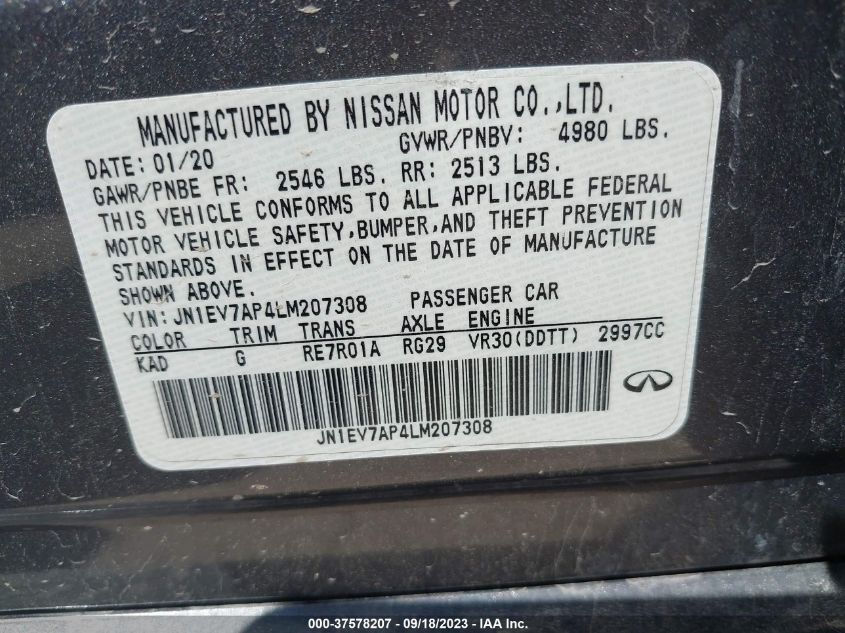 MANUFACTURED BY NISSAN MOTOR CO.,LTD.
DATE: 01/20 GVWR/PNBV: 4980 LBS.
GAWR/PNBE FR: 2546 LBS. RR: 2513 LBS.
THIS VEHICLE CONFORMS TO ALL APPLICABLE FEDERAL
MOTOR VEHICLE SAFETY,BUMPER,AND THEFT PREVENTION
STANDARDS IN EFFECT ON THE DATE OF MANUFACTURE
SHOWN ABOVE.
VIN:JN1EV7AP4LM207308 PASSENGER CAR
COLOR TRIM TRANS AXLE ENGINE
KAD G RE7R01A RG29 VR30(DDTT) 2997CC
JN1EV7AP4LM207308
000-37578207 - 09/18/2023 - IAA Inc.